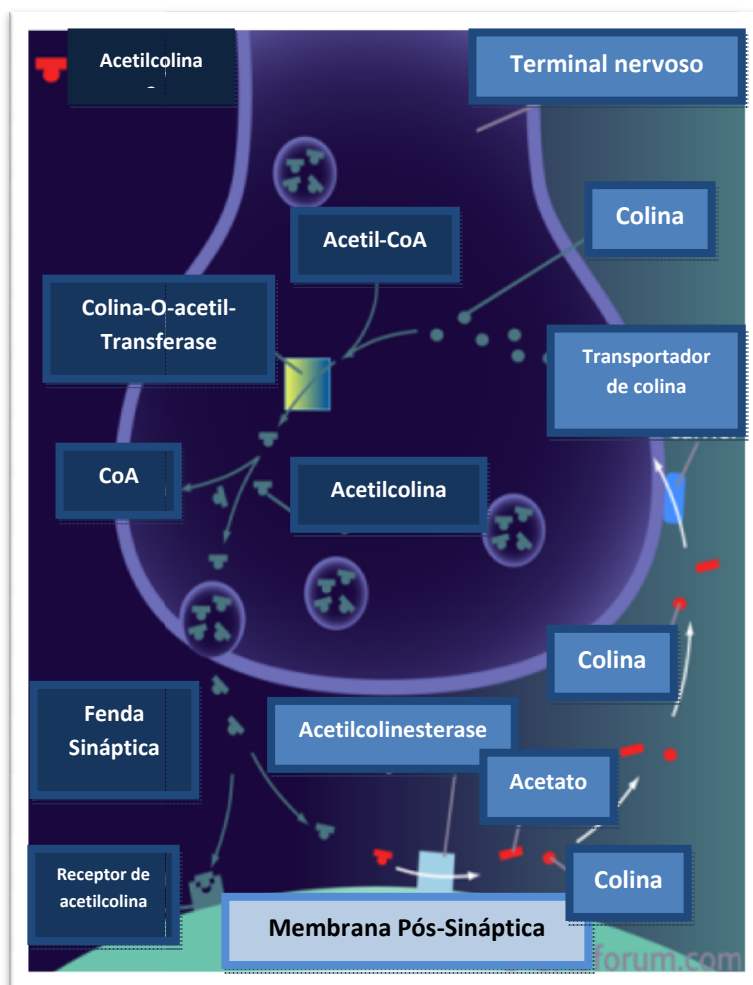 Acetilcolina
Terminal nervoso
Colina
Acetil-CoA
Colina-O-acetil-
Transferase
Transportador
de colina
CoA
Acetilcolina
Colina
Fenda
Sináptica
Acetilcolinesterase
Acetato
Receptor de
acetilcolina
Colina
Membrana Pós-Sináptica
forum.com